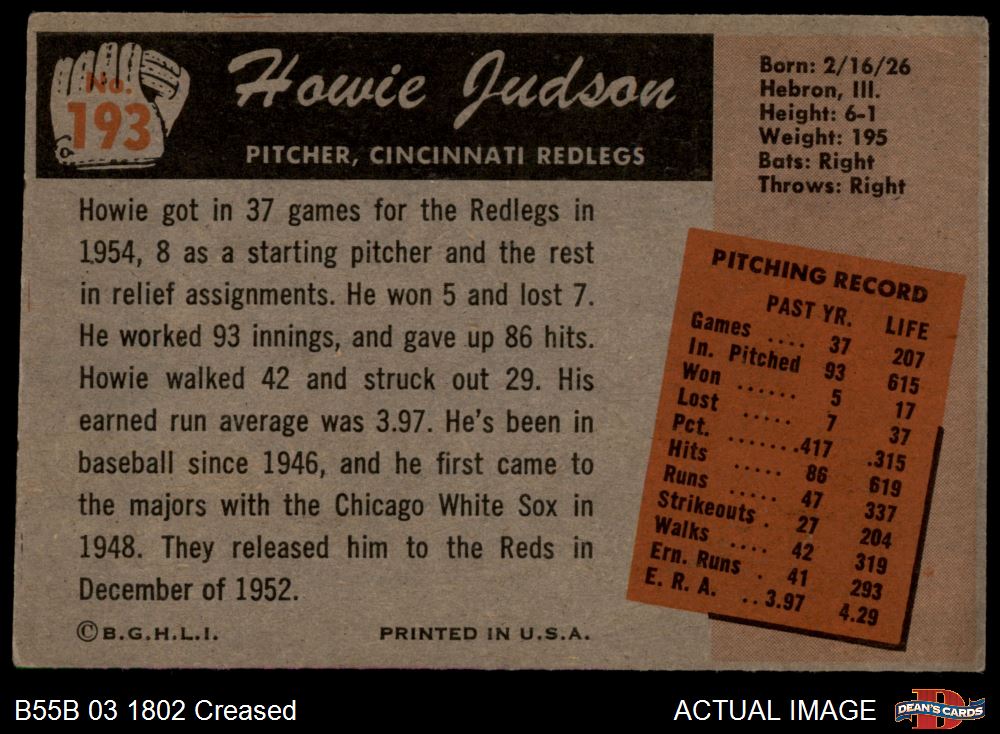 No.
193
Howie Judson
PITCHER, CINCINNATI REDLEGS
Born: 2/16/26
Hebron, Ill.
Height: 6-1
Weight: 195
Bats: Right
Throws: Right
Howie got in 37 games for the Redlegs in
1954, 8 as a starting pitcher and the rest
in relief assignments. He won 5 and lost 7.
He worked 93 innings, and gave up 86 hits.
Howie walked 42 and struck out 29. His
earned run average was 3.97. He's been in
baseball since 1946, and he first came to
the majors with the Chicago White Sox in
1948. They released him to the Reds in
December of 1952.
©B.G.H.L.I. PRINTED IN U.S.A.
PITCHING RECORD
PAST YR. LIFE
Games .... 37 207
In. Pitched 93 615
Won ...... 5 17
Lost ..... 7 37
Pct. .......417 .315
Hits ..... 86 619
Runs ..... 47 337
Strikeouts . 27 204
Walks .... 42 319
Ern. Runs . 41 293
E. R. A. ..3.97 4.29
B55B 03 1802 Creased
ACTUAL IMAGE
DEAN'S CARDS